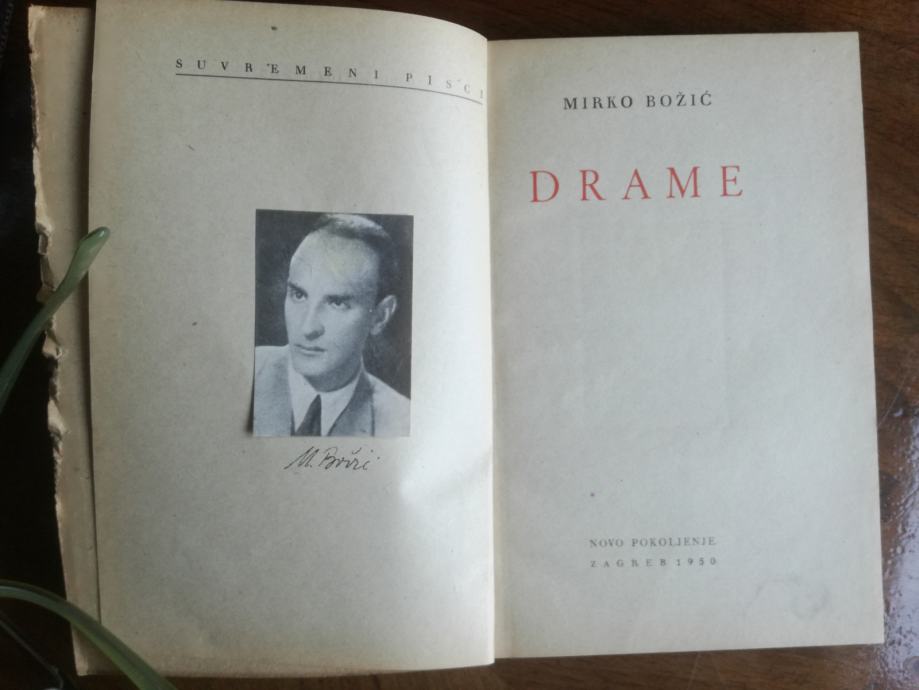 SUVREMENI PISCI
M. Božić
MIRKO BOŽIĆ
DRAME
NOVO POKOLJENJE
ZAGREB 1950